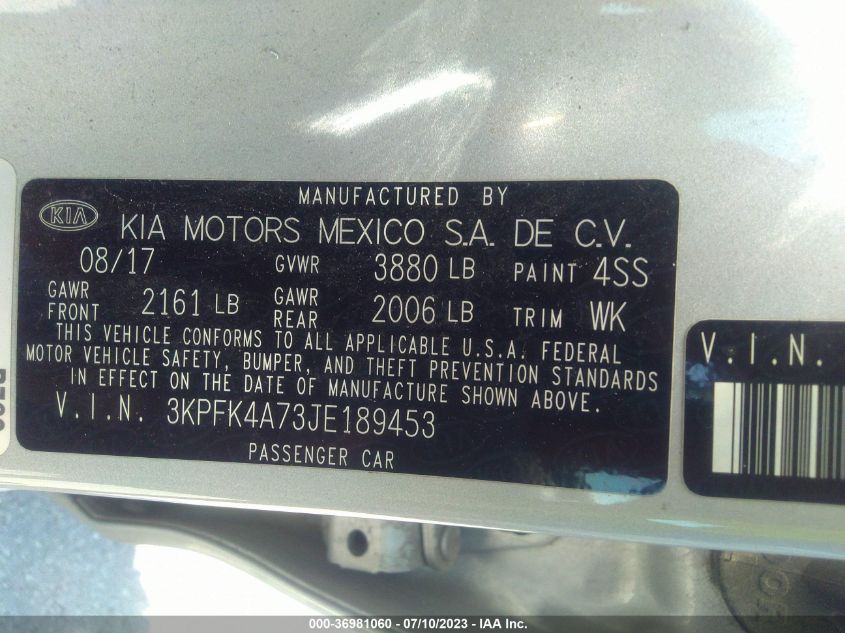 MANUFACTURED BY
KIA
KIA MOTORS MEXICO S.A. DE C.V.
08/17 GVWR 3880 LB PAINT 4SS
GAWR FRONT 2161 LB GAWR REAR 2006 LB TRIM WK
THIS VEHICLE CONFORMS TO ALL APPLICABLE U.S.A. FEDERAL
MOTOR VEHICLE SAFETY, BUMPER, AND THEFT PREVENTION STANDARDS
IN EFFECT ON THE DATE OF MANUFACTURE SHOWN ABOVE.
V.I.N. 3KPFK4A73JE189453
PASSENGER CAR
V.I.N.
000-36981060 - 07/10/2023 - IAA Inc.